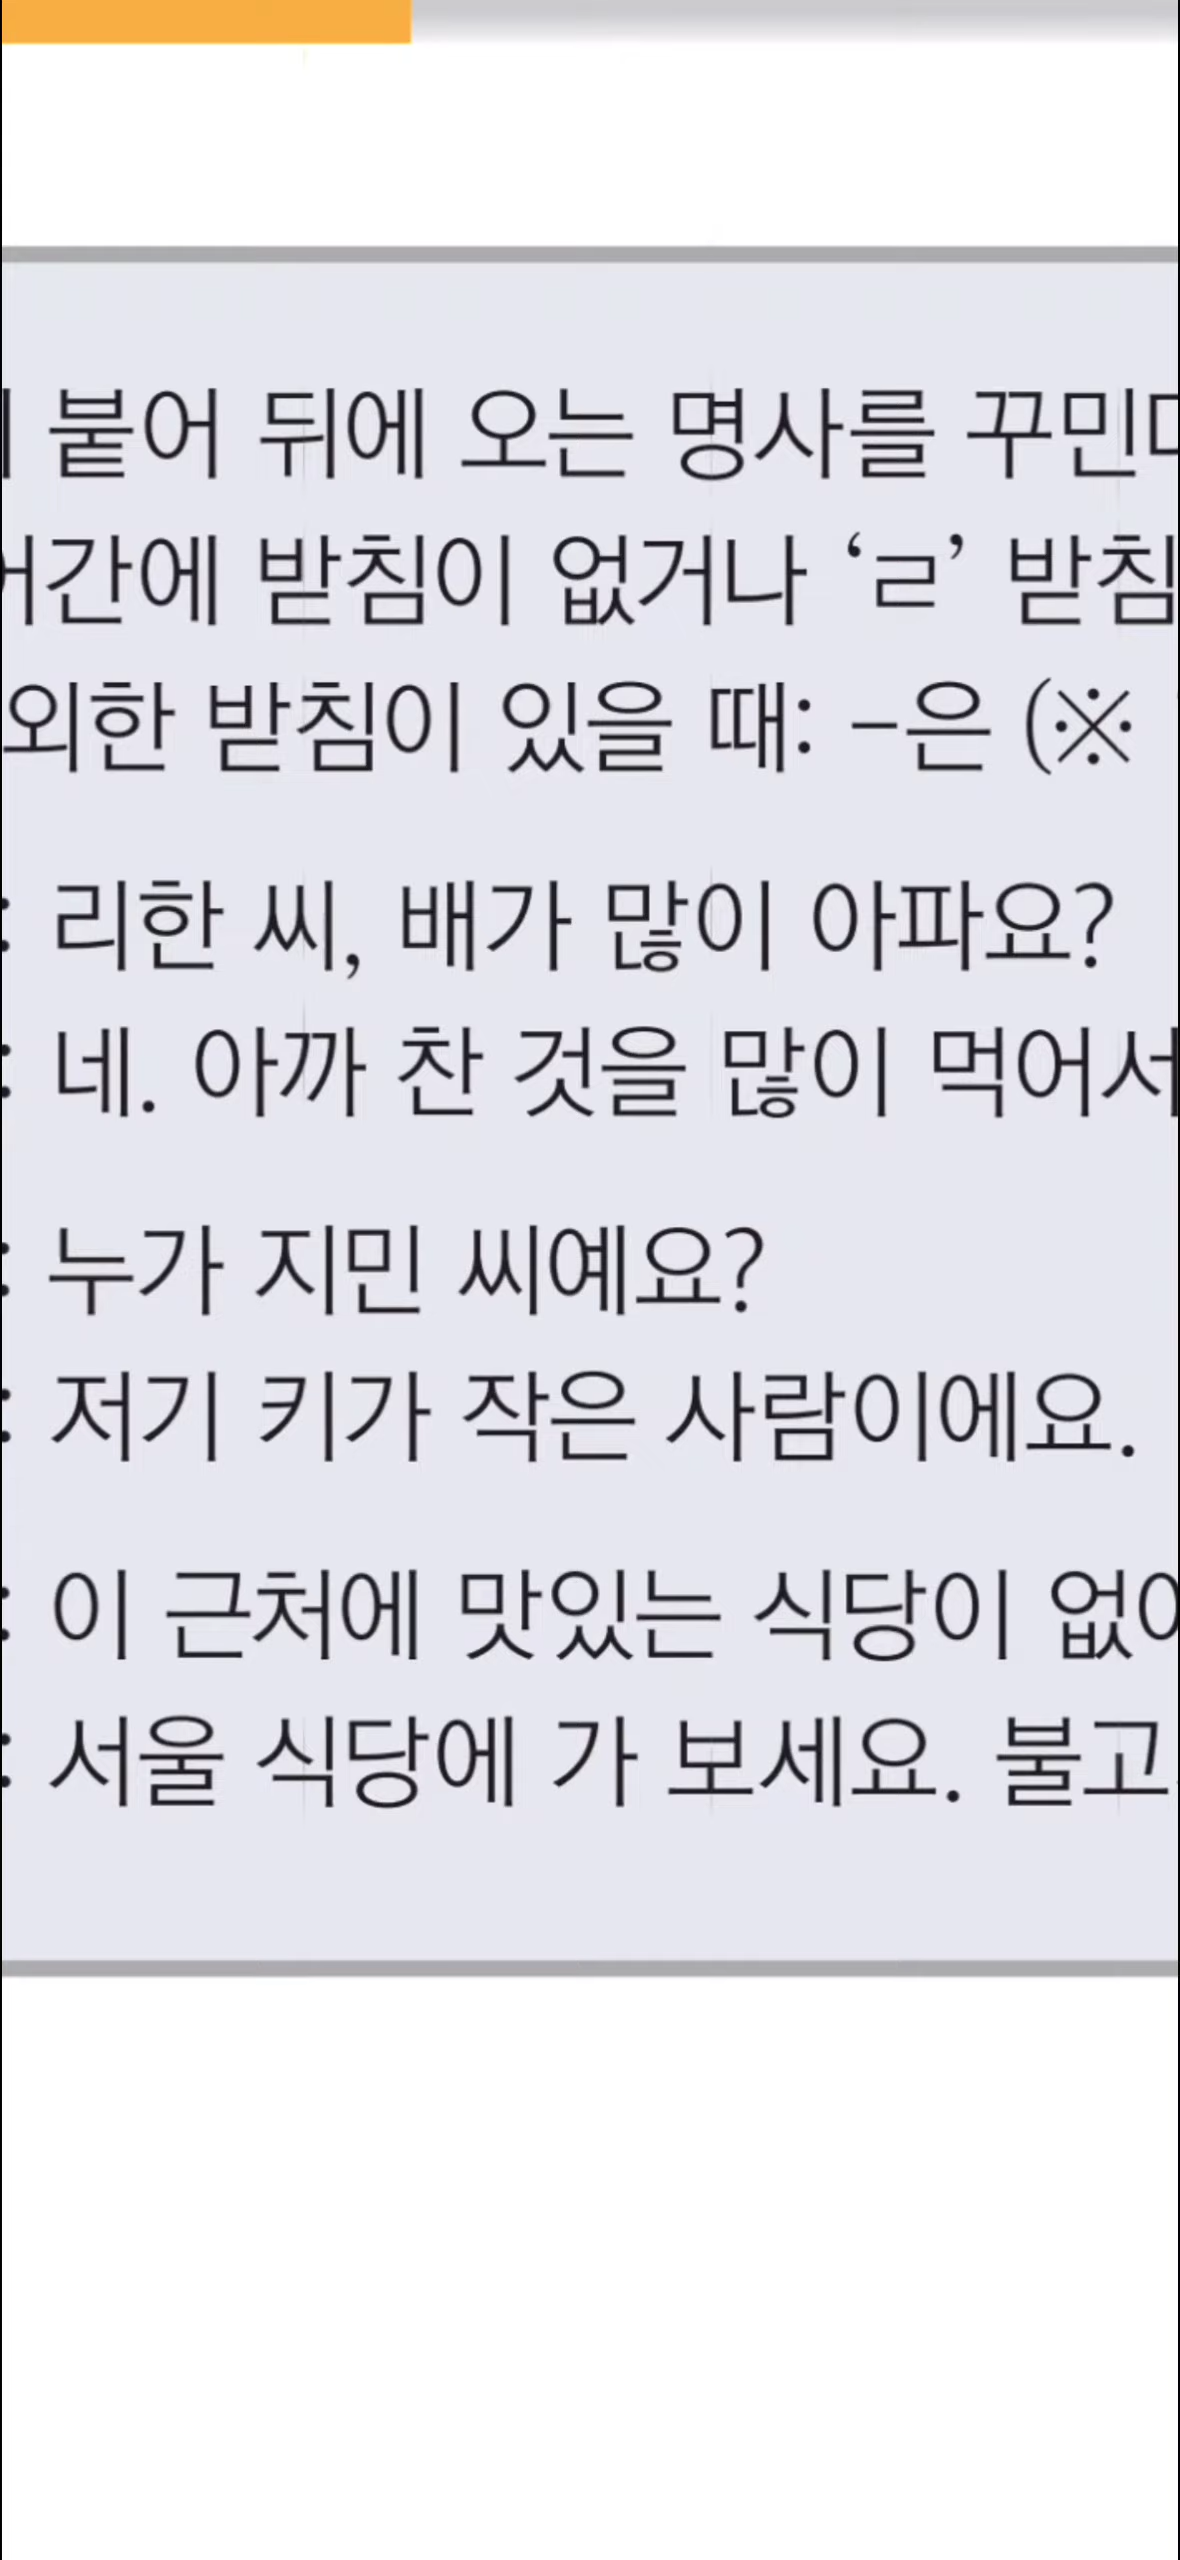 붙어 뒤에 오는 명사를 꾸민다
어간에 받침이 없거나 ‘ㄹ’ 받침
외한 받침이 있을 때: -은 (※
: 리한 씨, 배가 많이 아파요?
: 네. 아까 찬 것을 많이 먹어서
: 누가 지민 씨예요?
: 저기 키가 작은 사람이에요.
: 이 근처에 맛있는 식당이
: 서울 식당에 가 보세요. 불고